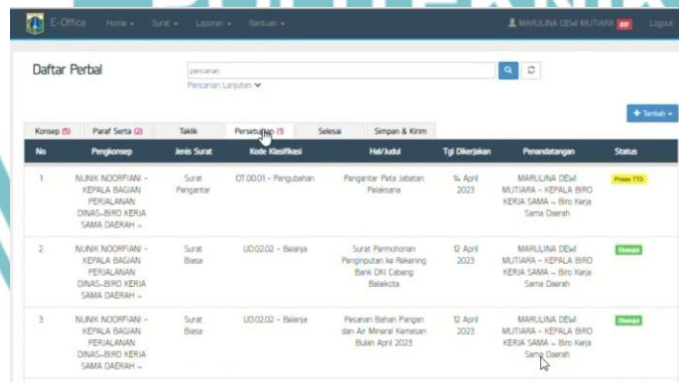 POLITEKNIK
E-Office Home Surat Laporan Bantuan MARULINA DEWI MUTIARA Logout
Daftar Perbal
pencarian
Pencarian Lanjutan
+ Tambah
Konsep (5) Paraf Serta (2) Taklik Persetujuan (1) Selesai Simpan & Kirim
No Pengkonsep Jenis Surat Kode Klasifikasi Hal/Judul Tgl Dikerjakan Penandatangan Status
1 NUNIK NOORFIANI - Surat OT.00.01 - Pengubahan Pengantar Peta Jabatan 14 April MARULINA DEWI Proses TTD
KEPALA BAGIAN Pengantar Pelaksana 2023 MUTIARA - KEPALA BIRO
PERJALANAN KERJA SAMA - Biro Kerja
DINAS-BIRO KERJA Sama Daerah
SAMA DAERAH -
2 NUNIK NOORFIANI - Surat UD.02.02 - Belanja Surat Permohonan 12 April MARULINA DEWI Disetujui
KEPALA BAGIAN Biasa Penginputan ke Rekening 2023 MUTIARA - KEPALA BIRO
PERJALANAN Bank DKI Cabang KERJA SAMA - Biro Kerja
DINAS-BIRO KERJA Balaikota Sama Daerah
SAMA DAERAH -
3 NUNIK NOORFIANI - Surat UD.02.02 - Belanja Pesanan Bahan Pangan 12 April MARULINA DEWI Disetujui
KEPALA BAGIAN Biasa dan Air Mineral Kemasan 2023 MUTIARA - KEPALA BIRO
PERJALANAN Bulan April 2023 KERJA SAMA - Biro Kerja
DINAS-BIRO KERJA Sama Daerah
SAMA DAERAH -